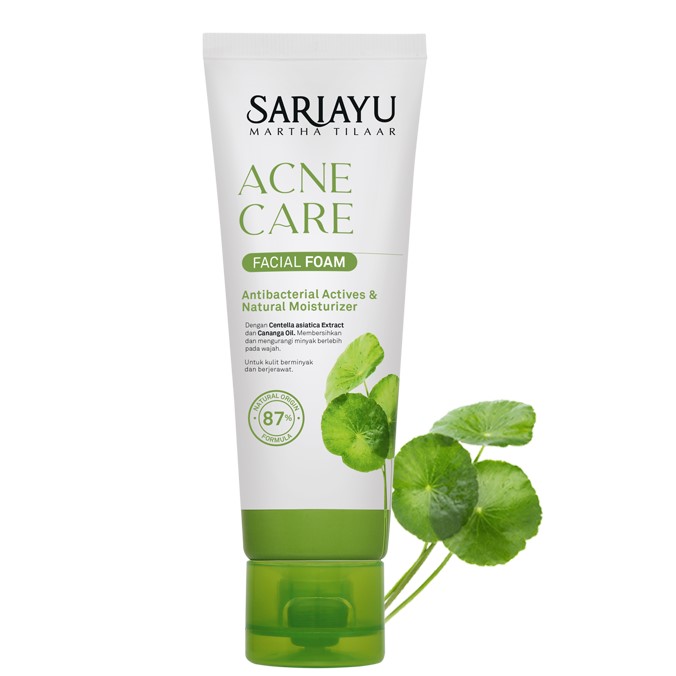 SARIAYU
MARTHA TILAAR
ACNE
CARE
FACIAL FOAM
Antibacterial Actives &
Natural Moisturizer
Dengan Centella asiatica Extract
dan Cananga Oil. Membersihkan
dan mengurangi minyak berlebih
pada wajah.
Untuk kulit berminyak
dan berjerawat.
NATURAL ORIGIN
87%
FORMULA